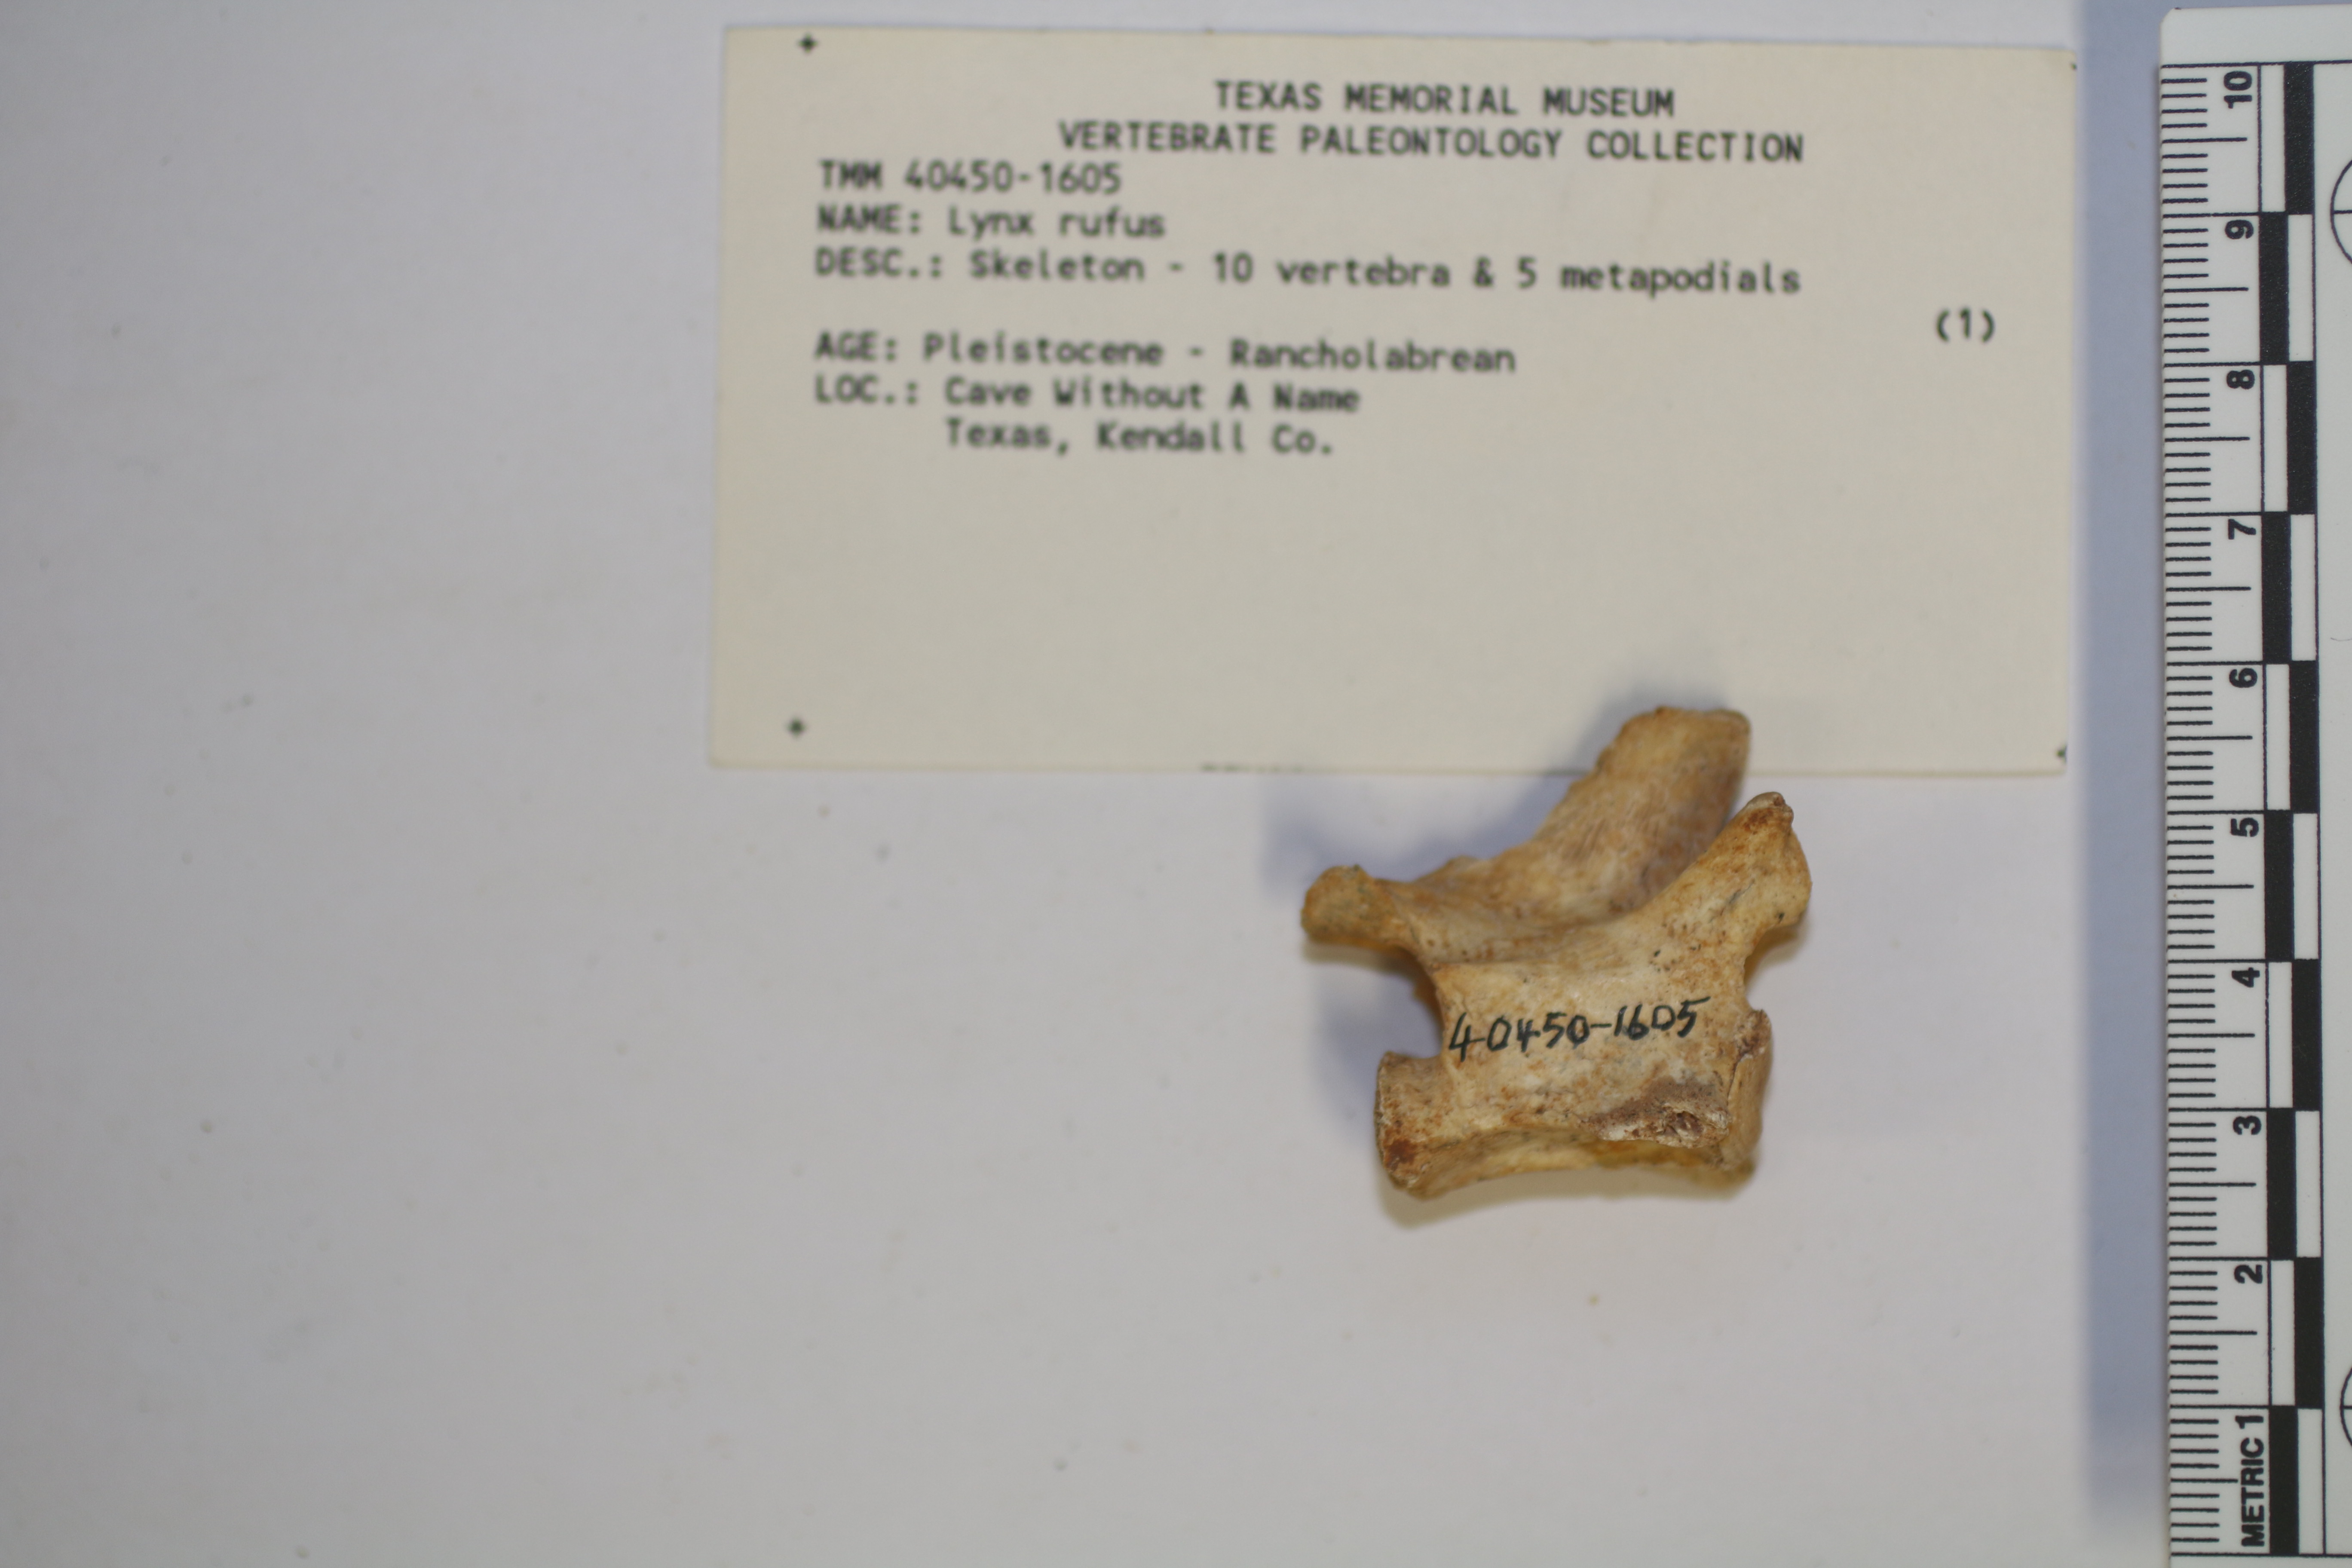 TEXAS MEMORIAL MUSEUM
VERTEBRATE PALEONTOLOGY COLLECTION
TMM 40450-1605
NAME: Lynx rufus
DESC.: Skeleton - 10 vertebra & 5 metapodials
(1)
AGE: Pleistocene - Rancholabrean
LOC.: Cave Without A Name
Texas, Kendall Co.
40450-1605
METRIC 1 2 3 4 5 6 7 8 9 10